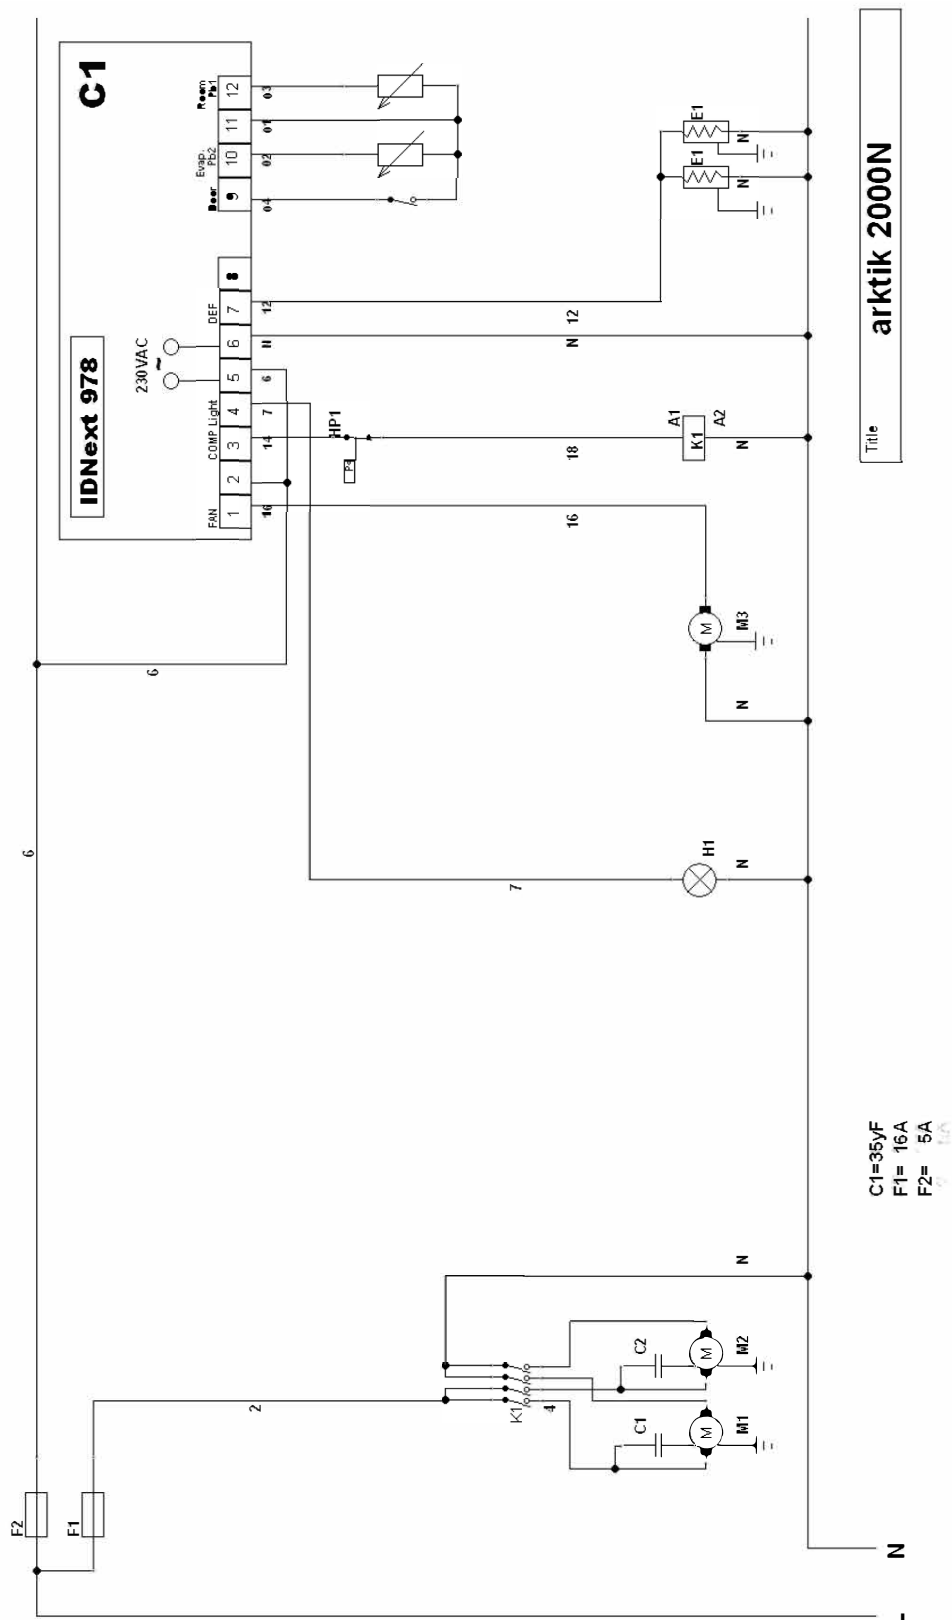 C1
IDNext 978
230VAC
~
FAN
COMP
Light
DEF
Door
Evap.
Pb2
Room
Pb1
1
2
3
4
5
6
7
8
9
10
11
12
16
14
7
6
N
12
04
02
01
03
HP1
E1
N
E1
N
12
N
18
A1
K1
A2
N
16
M
M3
N
6
6
7
H1
N
N
2
K1
4
C2
M
M2
C1
M
M1
F2
F1
N
C1=35yF
F1= 16A
F2= 5A
Title
arktik 2000N